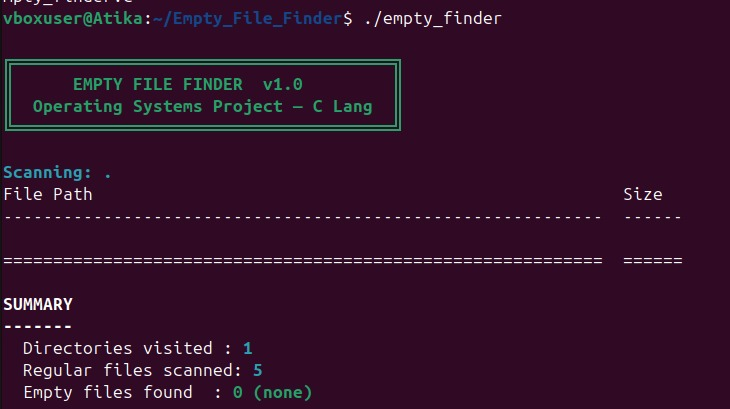 vboxuser@Atika:~/Empty_File_Finder$ ./empty_finder
EMPTY FILE FINDER v1.0
Operating Systems Project — C Lang
Scanning: .
File Path Size
------------------------------------------------------------ ------
============================================================ ======
SUMMARY
-------
Directories visited : 1
Regular files scanned: 5
Empty files found : 0 (none)